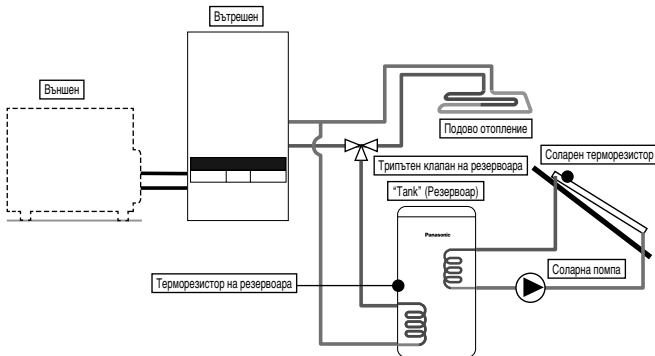 Вътрешен
Външен
Подово отопление
Соларен терморезистор
Трипътен клапан на резервоара
“Tank” (Резервоар)
Panasonic
Соларна помпа
Терморезистор на резервоара